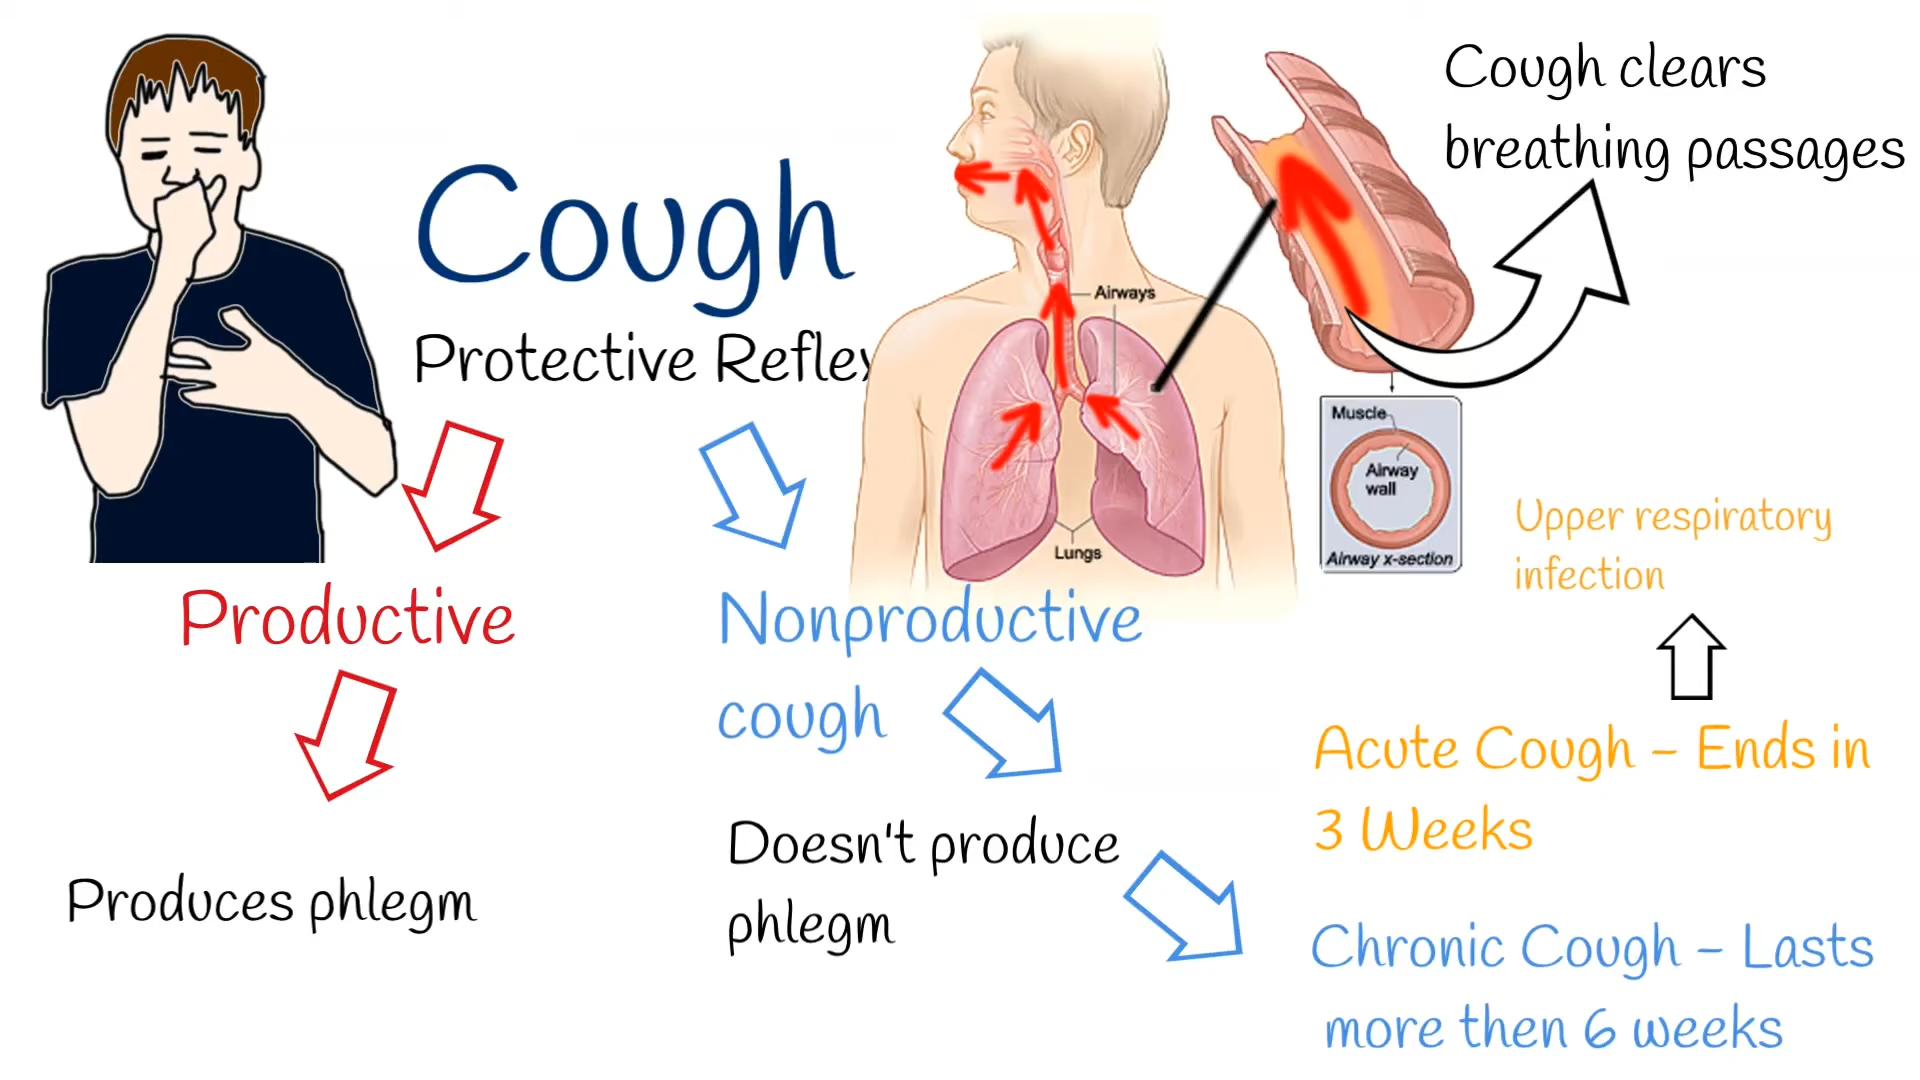 Cough
Protective Reflex
Productive
Produces phlegm
Nonproductive
cough
Doesn't produce
phlegm
Airways
Lungs
Cough clears
breathing passages
Muscle
Airway
wall
Airway x-section
Upper respiratory
infection
Acute Cough – Ends in
3 Weeks
Chronic Cough – Lasts
more then 6 weeks